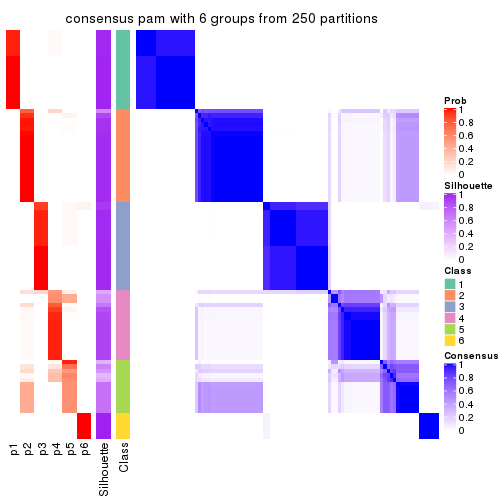 consensus pam with 6 groups from 250 partitions
Prob
1
0.8
0.6
0.4
0.2
0
Silhouette
1
0.8
0.6
0.4
0.2
0
Class
1
2
3
4
5
6
Consensus
1
0.8
0.6
0.4
0.2
0
p1
p2
p3
p4
p5
p6
Silhouette
Class